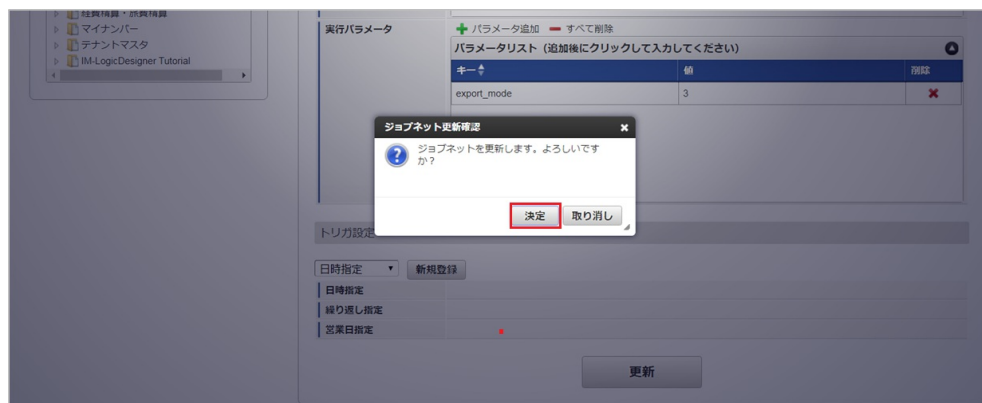 経費精算・旅費精算
マイナンバー
テナントマスタ
IM-LogicDesigner Tutorial
実行パラメータ
パラメータ追加 すべて削除
パラメータリスト（追加後にクリックして入力してください）
キー 値 削除
export_mode 3
ジョブネット更新確認
ジョブネットを更新します。よろしいです
か？
決定 取り消し
トリガ設定
日時指定 新規登録
日時指定
繰り返し指定
営業日指定
更新